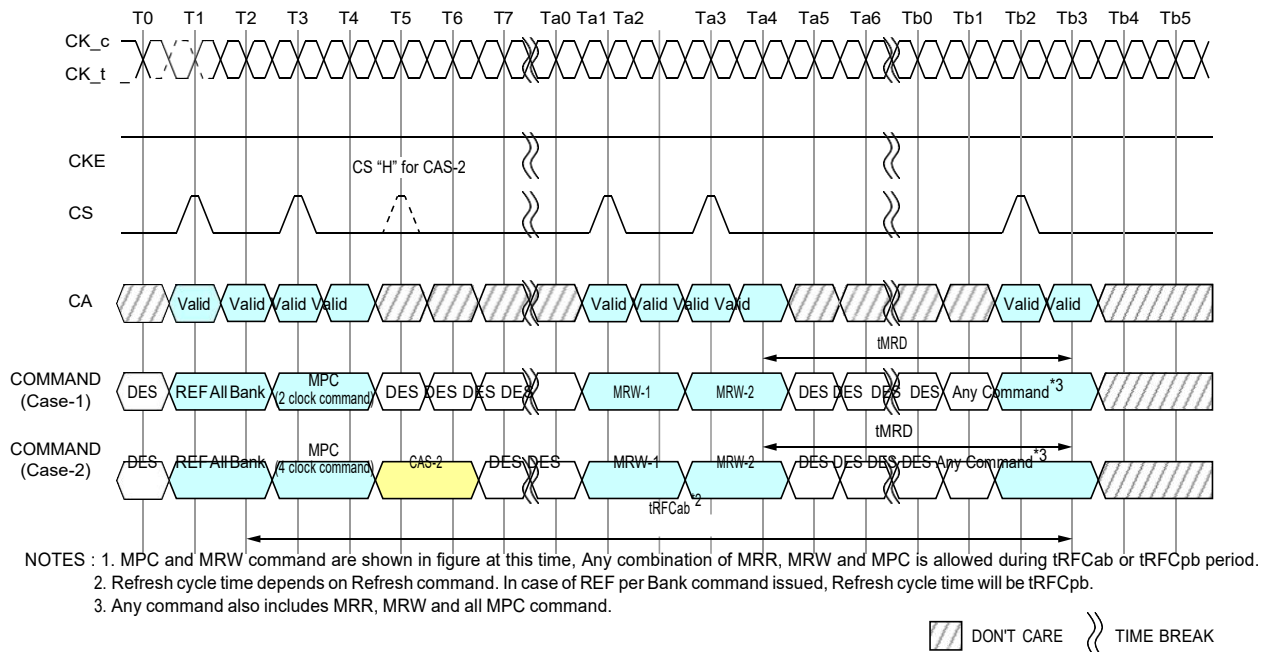 T0 T1 T2 T3 T4 T5 T6 T7 Ta0 Ta1 Ta2 Ta3 Ta4 Ta5 Ta6 Tb0 Tb1 Tb2 Tb3 Tb4 Tb5
CK_c
CK_t
CKE
CS "H" for CAS-2
CS
CA Valid Valid Valid Valid Valid Valid Valid Valid Valid Valid
tMRD
COMMAND
(Case-1)
DES REF All Bank MPC (2 clock command) DES DES DES DES MRW-1 MRW-2 DES DES DES DES Any Command*3
tMRD
COMMAND
(Case-2)
DES REF All Bank MPC (4 clock command) CAS-2 DES DES MRW-1 MRW-2 DES DES DES DES Any Command*3
tRFCab*2
NOTES : 1. MPC and MRW command are shown in figure at this time, Any combination of MRR, MRW and MPC is allowed during tRFCab or tRFCpb period.
2. Refresh cycle time depends on Refresh command. In case of REF per Bank command issued, Refresh cycle time will be tRFCpb.
3. Any command also includes MRR, MRW and all MPC command.
DON'T CARE TIME BREAK